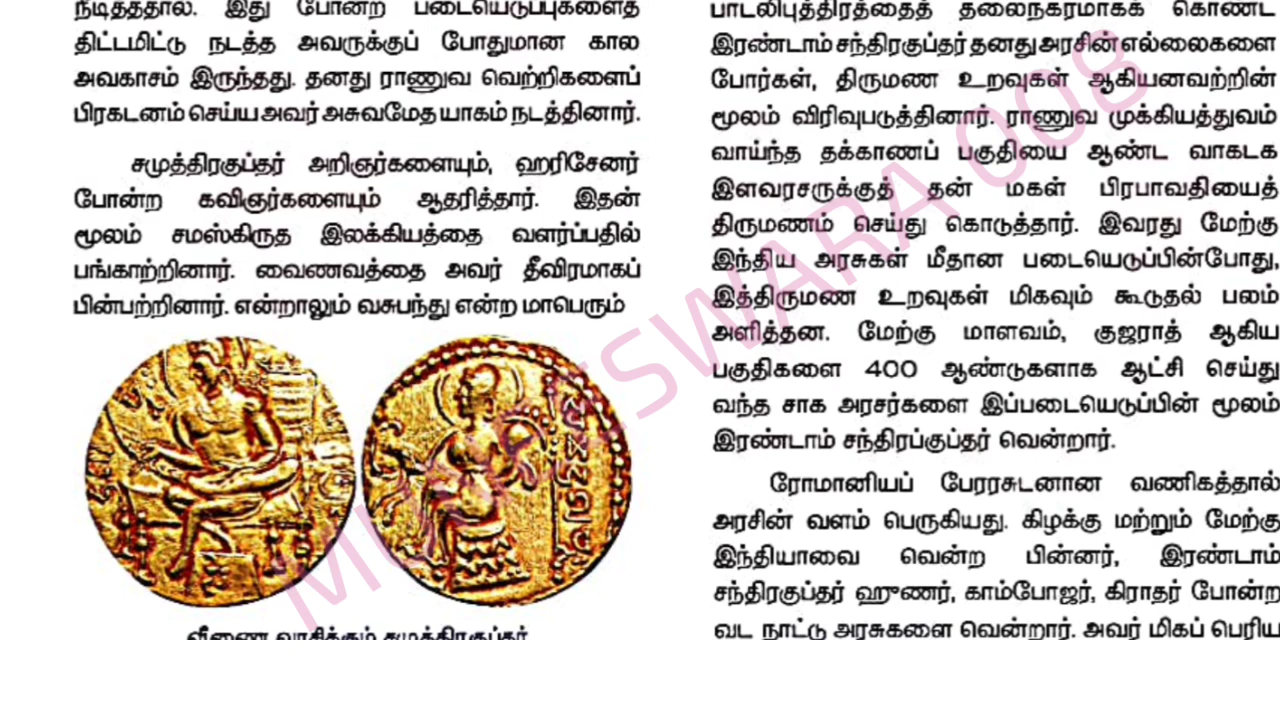 நீடித்ததால். இது போன்ற படையெடுப்புகளைத்
திட்டமிட்டு நடத்த அவருக்குப் போதுமான கால
அவகாசம் இருந்தது. தனது ராணுவ வெற்றிகளைப்
பிரகடனம் செய்ய அவர் அசுவமேத யாகம் நடத்தினார்.
சமுத்திரகுப்தர் அறிஞர்களையும், ஹரிசேனர்
போன்ற கவிஞர்களையும் ஆதரித்தார். இதன்
மூலம் சமஸ்கிருத இலக்கியத்தை வளர்ப்பதில்
பங்காற்றினார். வைணவத்தை அவர் தீவிரமாகப்
பின்பற்றினார். என்றாலும் வசுபந்து என்ற மாபெரும்
வீணை வாசிக்கும் சமுத்திரகுப்தர்
பாடலிபுத்திரத்தைத் தலைநகரமாகக் கொண்ட
இரண்டாம் சந்திரகுப்தர் தனது அரசின் எல்லைகளை
போர்கள், திருமண உறவுகள் ஆகியனவற்றின்
மூலம் விரிவுபடுத்தினார். ராணுவ முக்கியத்துவம்
வாய்ந்த தக்காணப் பகுதியை ஆண்ட வாகடக
இளவரசருக்குத் தன் மகள் பிரபாவதியைத்
திருமணம் செய்து கொடுத்தார். இவரது மேற்கு
இந்திய அரசுகள் மீதான படையெடுப்பின்போது,
இத்திருமண உறவுகள் மிகவும் கூடுதல் பலம்
அளித்தன. மேற்கு மாளவம், குஜராத் ஆகிய
பகுதிகளை 400 ஆண்டுகளாக ஆட்சி செய்து
வந்த சாக அரசர்களை இப்படையெடுப்பின் மூலம்
இரண்டாம் சந்திரப்குப்தர் வென்றார்.
ரோமானியப் பேரரசுடனான வணிகத்தால்
அரசின் வளம் பெருகியது. கிழக்கு மற்றும் மேற்கு
இந்தியாவை வென்ற பின்னர், இரண்டாம்
சந்திரகுப்தர் ஹுணர், காம்போஜர், கிராதர் போன்ற
வட நாட்டு அரசுகளை வென்றார். அவர் மிகப் பெரிய